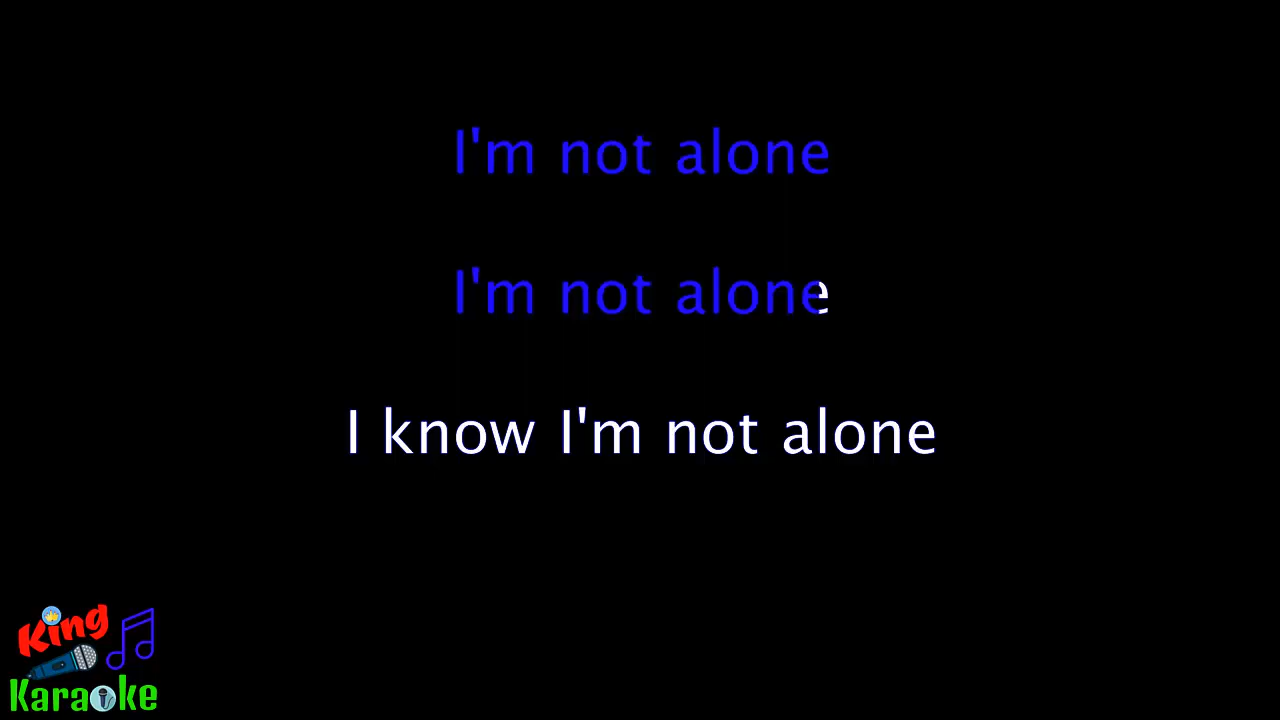 I'm not alone
I'm not alone
I know I'm not alone
King
Karaoke